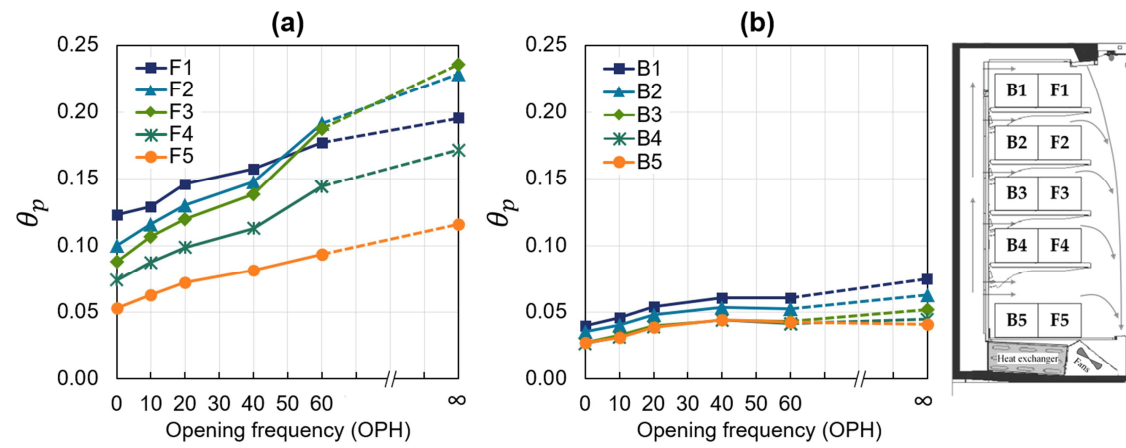 (a)
0.25
0.20
0.15
0.10
0.05
0.00
θp
F1
F2
F3
F4
F5
0 10 20 30 40 50 60 ∞
Opening frequency (OPH)
(b)
0.25
0.20
0.15
0.10
0.05
0.00
θp
B1
B2
B3
B4
B5
0 10 20 30 40 50 60 ∞
Opening frequency (OPH)
B1 F1
B2 F2
B3 F3
B4 F4
B5 F5
Heat exchanger
Fans